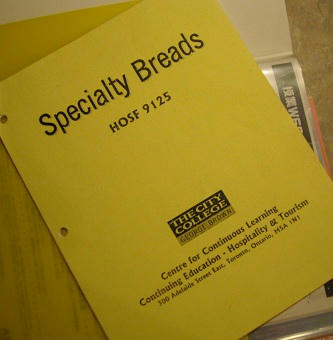 Specialty Breads
HOSF 9125
THE CITY
COLLEGE
GEORGE BROWN
Centre for Continuous Learning
Continuing Education - Hospitality & Tourism
300 Adelaide Street East, Toronto, Ontario, M5A 1N1